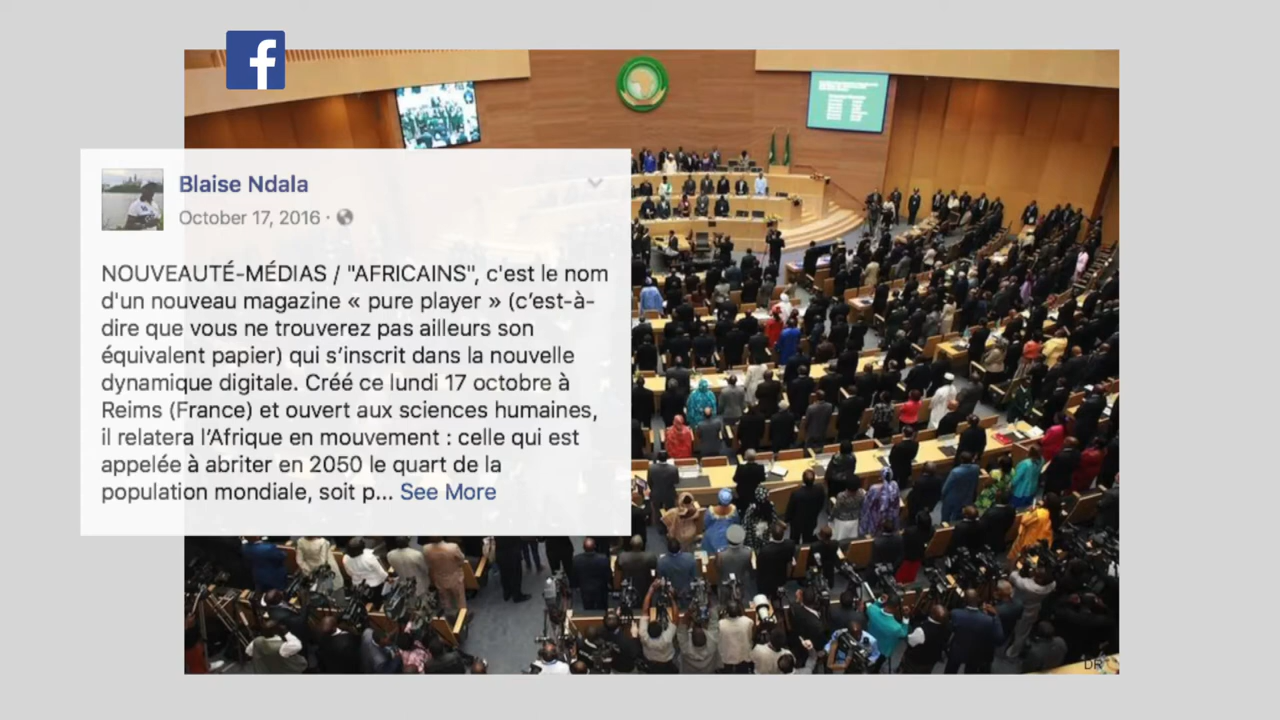 f
Blaise Ndala
October 17, 2016 ·
NOUVEAUTÉ-MÉDIAS / "AFRICAINS", c'est le nom
d'un nouveau magazine « pure player » (c’est-à-
dire que vous ne trouverez pas ailleurs son
équivalent papier) qui s’inscrit dans la nouvelle
dynamique digitale. Créé ce lundi 17 octobre à
Reims (France) et ouvert aux sciences humaines,
il relatera l’Afrique en mouvement : celle qui est
appelée à abriter en 2050 le quart de la
population mondiale, soit p... See More
DR